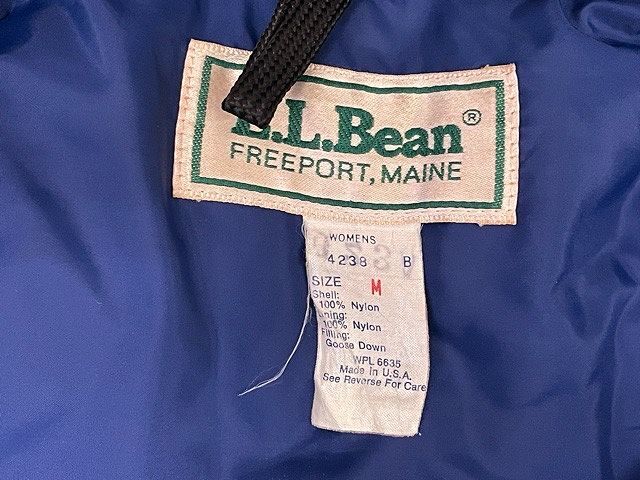 L.L.Bean®
FREEPORT, MAINE
WOMENS
4238 B
SIZE M
Shell:
100% Nylon
Lining:
100% Nylon
Filling:
Goose Down
WPL 6635
Made in U.S.A.
See Reverse For Care